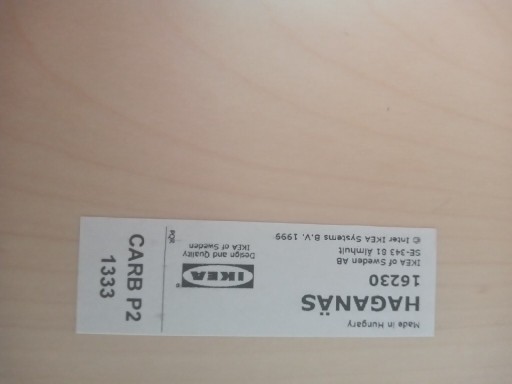 Made in Hungary
HAGANÄS
16230
IKEA of Sweden AB
SE-343 01 Älmhult
© Inter IKEA Systems B.V. 1999
IKEA
Design and Quality
IKEA of Sweden
CARB P2
1333